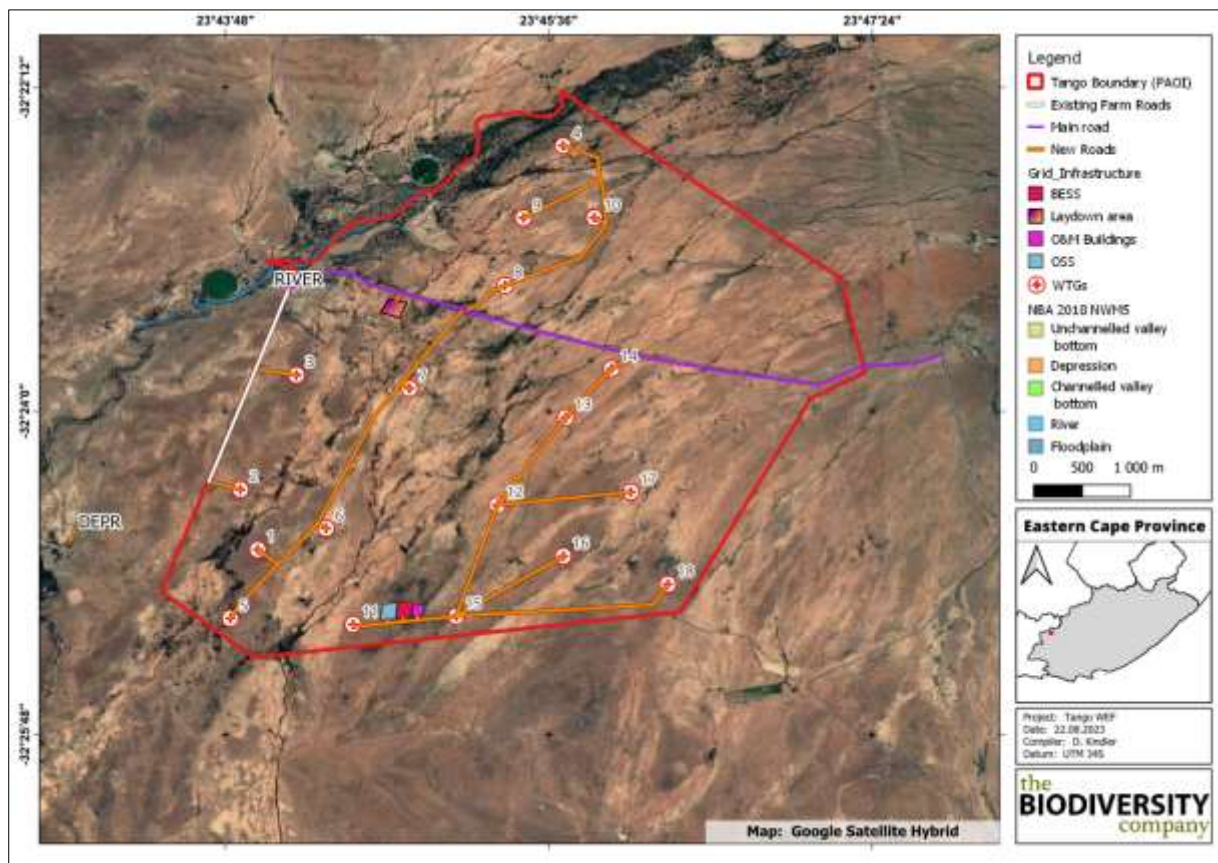 23°43'48" 23°45'36" 23°47'24"
-32°22'12"
-32°24'0"
-32°25'48"
4
9
10
RIVER
8
3
14
7
13
2
17
12
DEPR
6
1
16
18
5
11
15
Map: Google Satellite Hybrid
Legend
Tango Boundary (PAOI)
Existing Farm Roads
Main road
New Roads
Grid_Infrastructure
BESS
Laydown area
O&M Buildings
OSS
WTGs
NBA 2018 NWM5
Unchannelled valley
bottom
Depression
Channelled valley
bottom
River
Floodplain
0 500 1 000 m
Eastern Cape Province
Project: Tango WEF
Date: 22.08.2023
Compiler: D. Kindler
Datum: UTM 34S
the
BIODIVERSITY
company